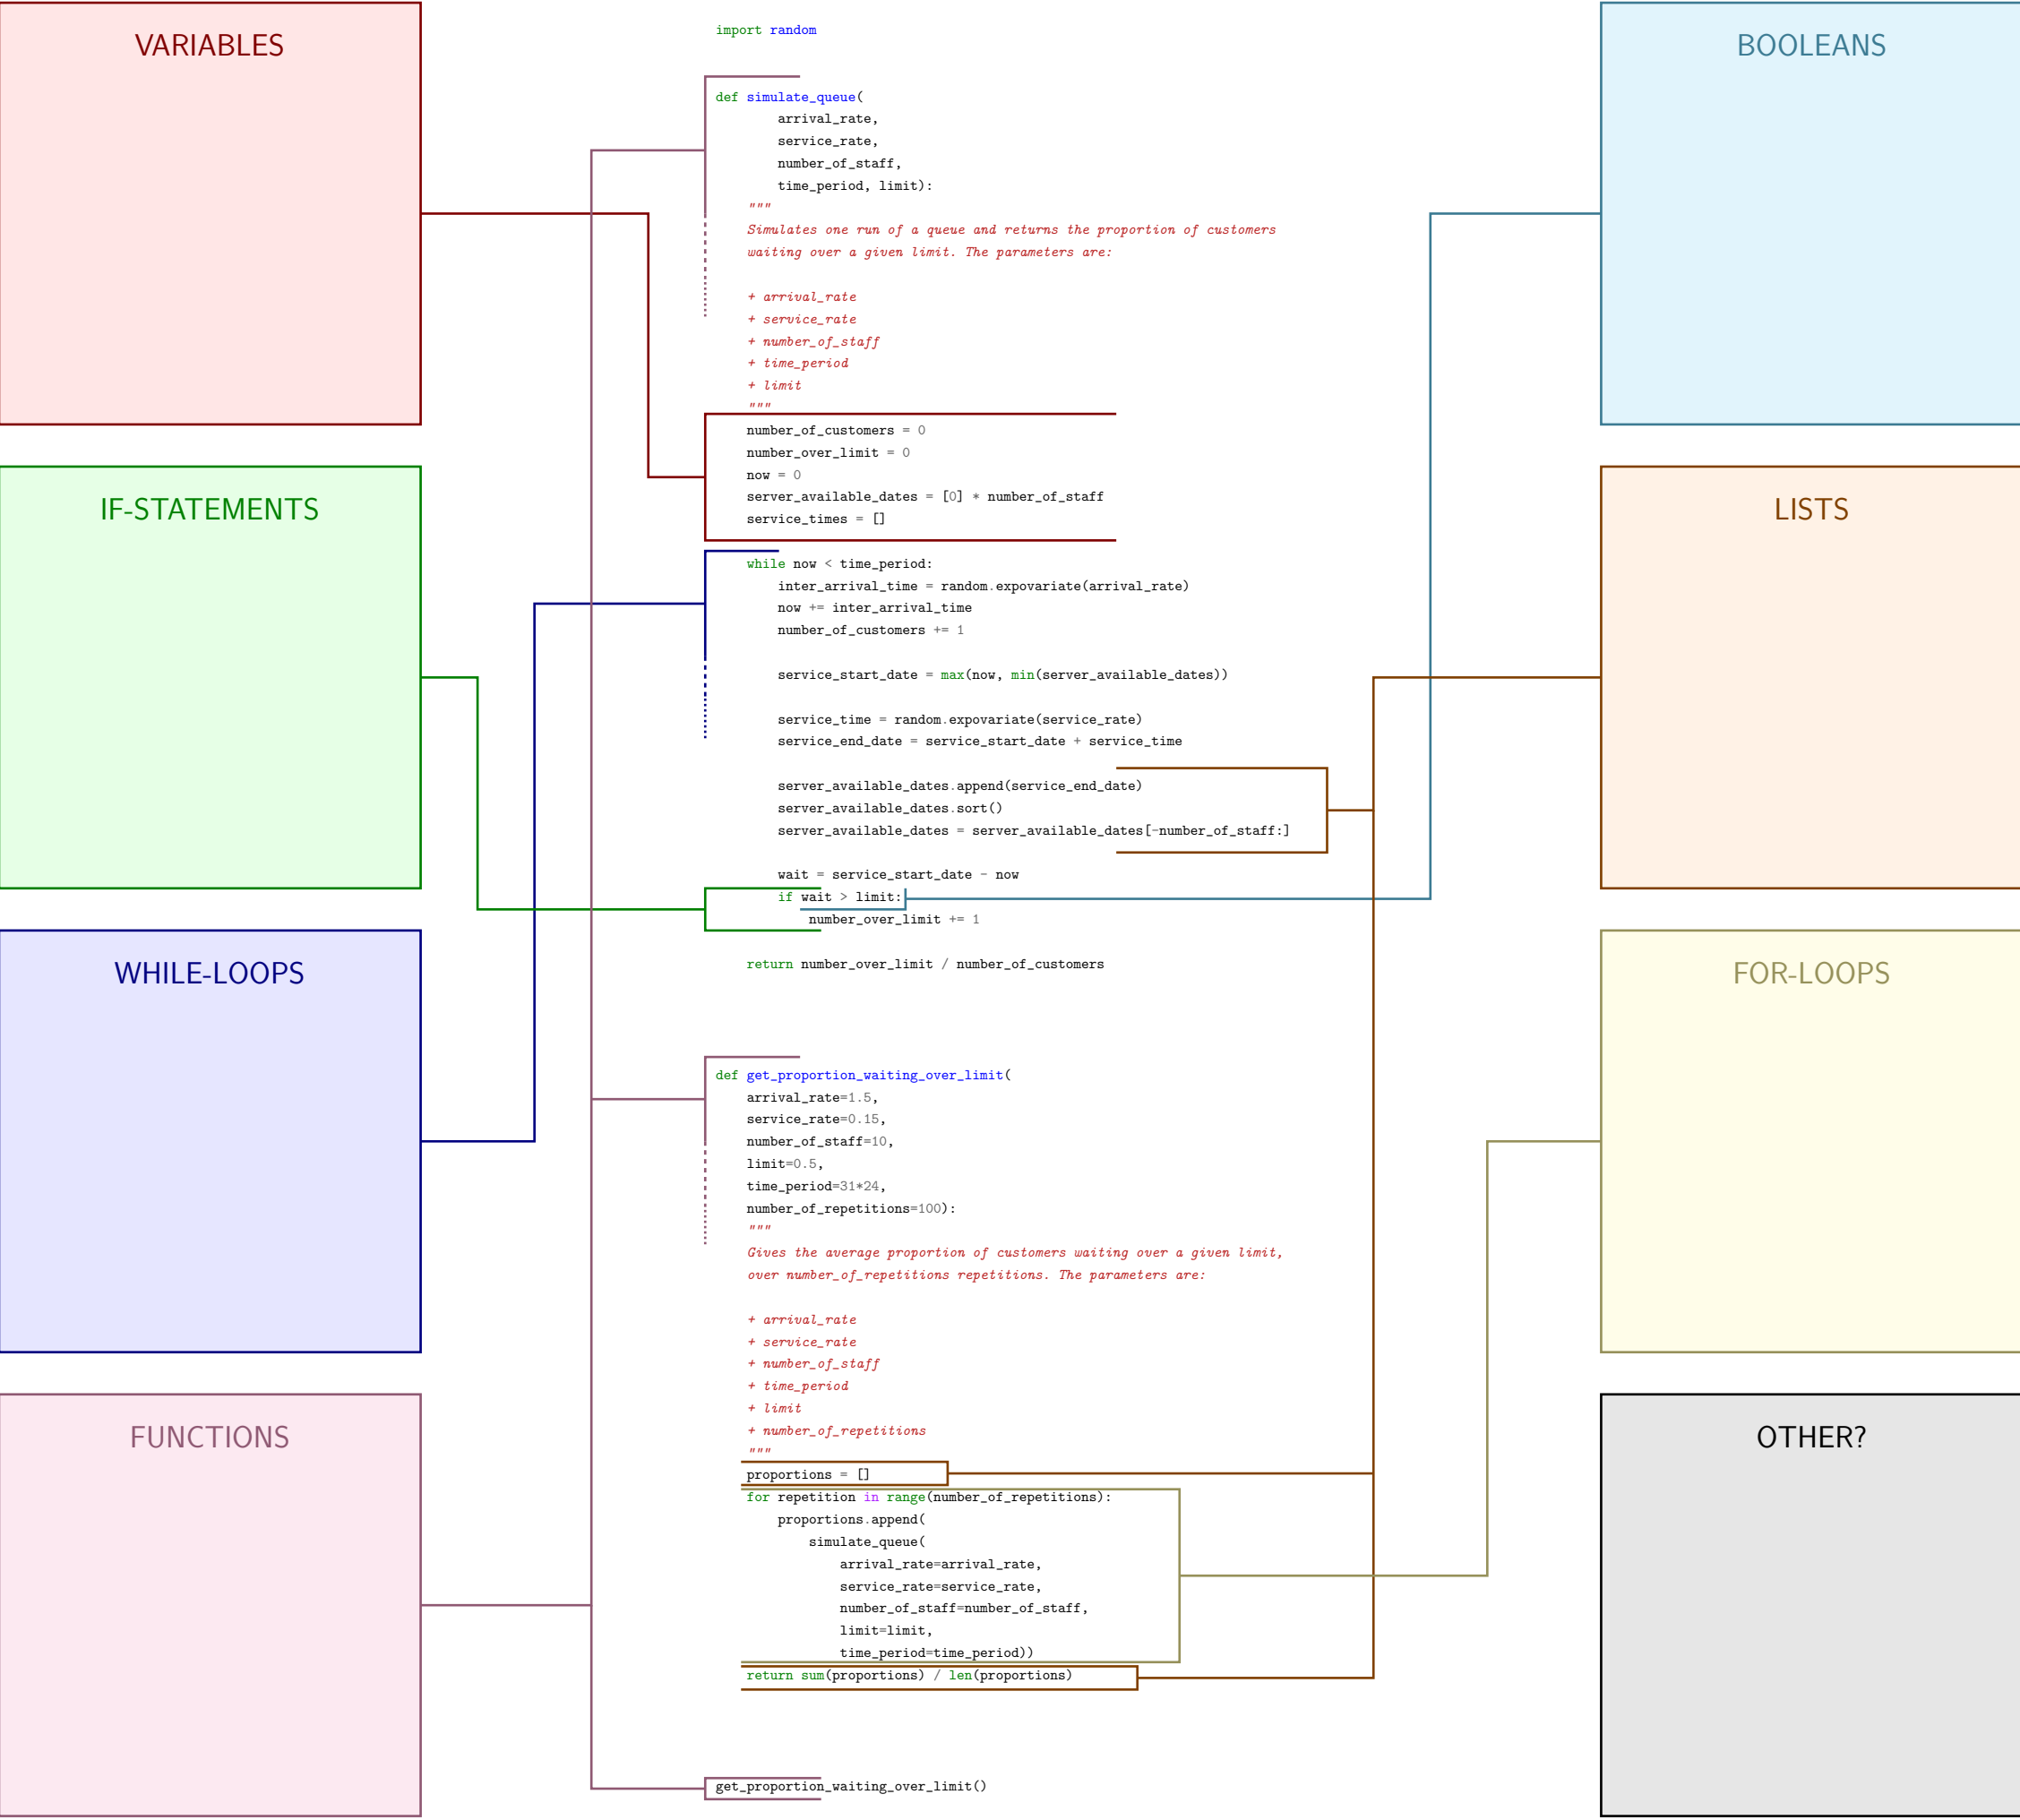 VARIABLES
IF-STATEMENTS
WHILE-LOOPS
FUNCTIONS
import random
def simulate_queue(
        arrival_rate,
        service_rate,
        number_of_staff,
        time_period, limit):
    """
    Simulates one run of a queue and returns the proportion of customers
    waiting over a given limit. The parameters are:
    + arrival_rate
    + service_rate
    + number_of_staff
    + time_period
    + limit
    """
    number_of_customers = 0
    number_over_limit = 0
    now = 0
    server_available_dates = [0] * number_of_staff
    service_times = []
    while now < time_period:
        inter_arrival_time = random.expovariate(arrival_rate)
        now += inter_arrival_time
        number_of_customers += 1
        service_start_date = max(now, min(server_available_dates))
        service_time = random.expovariate(service_rate)
        service_end_date = service_start_date + service_time
        server_available_dates.append(service_end_date)
        server_available_dates.sort()
        server_available_dates = server_available_dates[-number_of_staff:]
        wait = service_start_date - now
        if wait > limit:
            number_over_limit += 1
    return number_over_limit / number_of_customers
def get_proportion_waiting_over_limit(
    arrival_rate=1.5,
    service_rate=0.15,
    number_of_staff=10,
    limit=0.5,
    time_period=31*24,
    number_of_repetitions=100):
    """
    Gives the average proportion of customers waiting over a given limit,
    over number_of_repetitions repetitions. The parameters are:
    + arrival_rate
    + service_rate
    + number_of_staff
    + time_period
    + limit
    + number_of_repetitions
    """
    proportions = []
    for repetition in range(number_of_repetitions):
        proportions.append(
            simulate_queue(
                arrival_rate=arrival_rate,
                service_rate=service_rate,
                number_of_staff=number_of_staff,
                limit=limit,
                time_period=time_period))
    return sum(proportions) / len(proportions)
get_proportion_waiting_over_limit()
BOOLEANS
LISTS
FOR-LOOPS
OTHER?